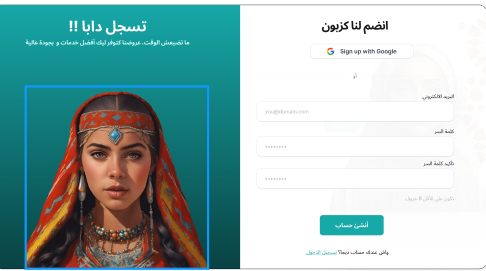 تسجل دابا !!
ما تضيعش الوقت، عروضنا كتوفر ليك أفضل خدمات و بجودة عالية
انضم لنا كزبون
Sign up with Google
أو
البريد الالكتروني
you@domain.com
كلمة السر
تأكيد كلمة السر
تكون على الأقل 8 حروف
أنشئ حساب
واش عندك حساب ديجا؟ تسجيل الدخول